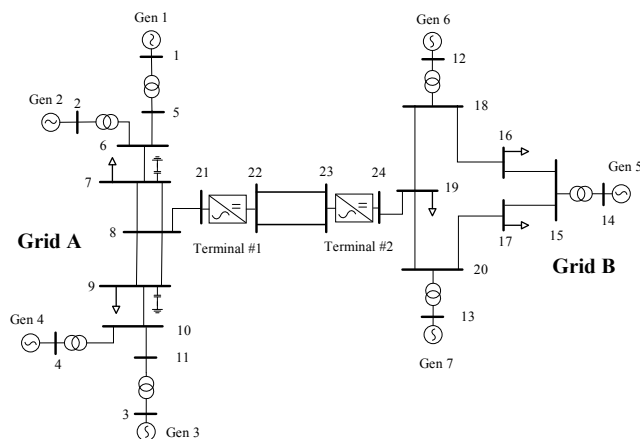 Gen 1
1
Gen 2
2
5
6
7
8
9
10
11
Gen 4
4
3
Gen 3
Grid A
21
22
23
24
Terminal #1
Terminal #2
Gen 6
12
18
16
19
Gen 5
14
15
17
20
Grid B
13
Gen 7